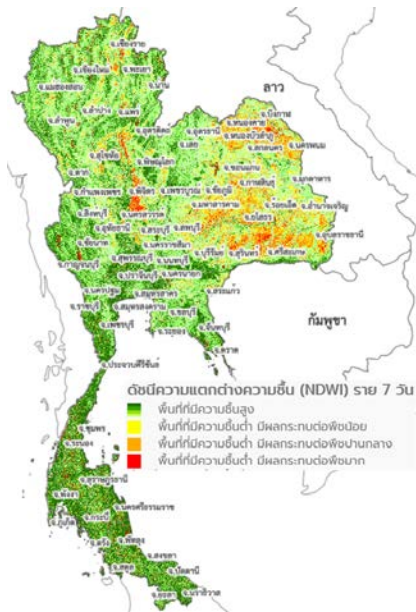 จ.เชียงราย
จ.เชียงใหม่
จ.พะเยา
จ.แม่ฮ่องสอน
จ.น่าน
ลาว
จ.ลำปาง
จ.แพร่
จ.บึงกาฬ
จ.ลำพูน
จ.อุตรดิตถ์
จ.อุดรธานี
จ.หนองคาย
จ.เลย
จ.หนองบัวลำภู
จ.นครพนม
จ.สุโขทัย
จ.พิษณุโลก
จ.สกลนคร
จ.ตาก
จ.ขอนแก่น
จ.มุกดาหาร
จ.กำแพงเพชร
จ.พิจิตร
จ.เพชรบูรณ์
จ.ชัยภูมิ
จ.กาฬสินธุ์
จ.มหาสารคาม
จ.ร้อยเอ็ด
จ.อำนาจเจริญ
จ.สิงห์บุรี
จ.นครสวรรค์
จ.ยโสธร
จ.อุทัยธานี
จ.สระบุรี
จ.ลพบุรี
จ.อุบลราชธานี
จ.ชัยนาท
จ.นครราชสีมา
จ.บุรีรัมย์
จ.สุรินทร์
จ.ศรีสะเกษ
จ.สุพรรณบุรี
จ.นนทบุรี
จ.กาญจนบุรี
จ.ปราจีนบุรี
จ.นครนายก
จ.นครปฐม
จ.สมุทรสาคร
จ.สระแก้ว
จ.ราชบุรี
จ.สมุทรสงคราม
จ.ชลบุรี
กัมพูชา
จ.เพชรบุรี
จ.ระยอง
จ.จันทบุรี
จ.ตราด
จ.ประจวบคีรีขันธ์
ดัชนีความแตกต่างความชื้น (NDWI) ราย 7 วัน
พื้นที่ที่มีความชื้นสูง
พื้นที่ที่มีความชื้นต่ำ มีผลกระทบต่อพืชน้อย
พื้นที่ที่มีความชื้นต่ำ มีผลกระทบต่อพืชปานกลาง
พื้นที่ที่มีความชื้นต่ำ มีผลกระทบต่อพืชมาก
จ.ชุมพร
จ.ระนอง
จ.สุราษฎร์ธานี
จ.พังงา
จ.นครศรีธรรมราช
จ.ภูเก็ต
จ.กระบี่
จ.ตรัง
จ.พัทลุง
จ.สงขลา
จ.สตูล
จ.ปัตตานี
จ.ยะลา
จ.นราธิวาส